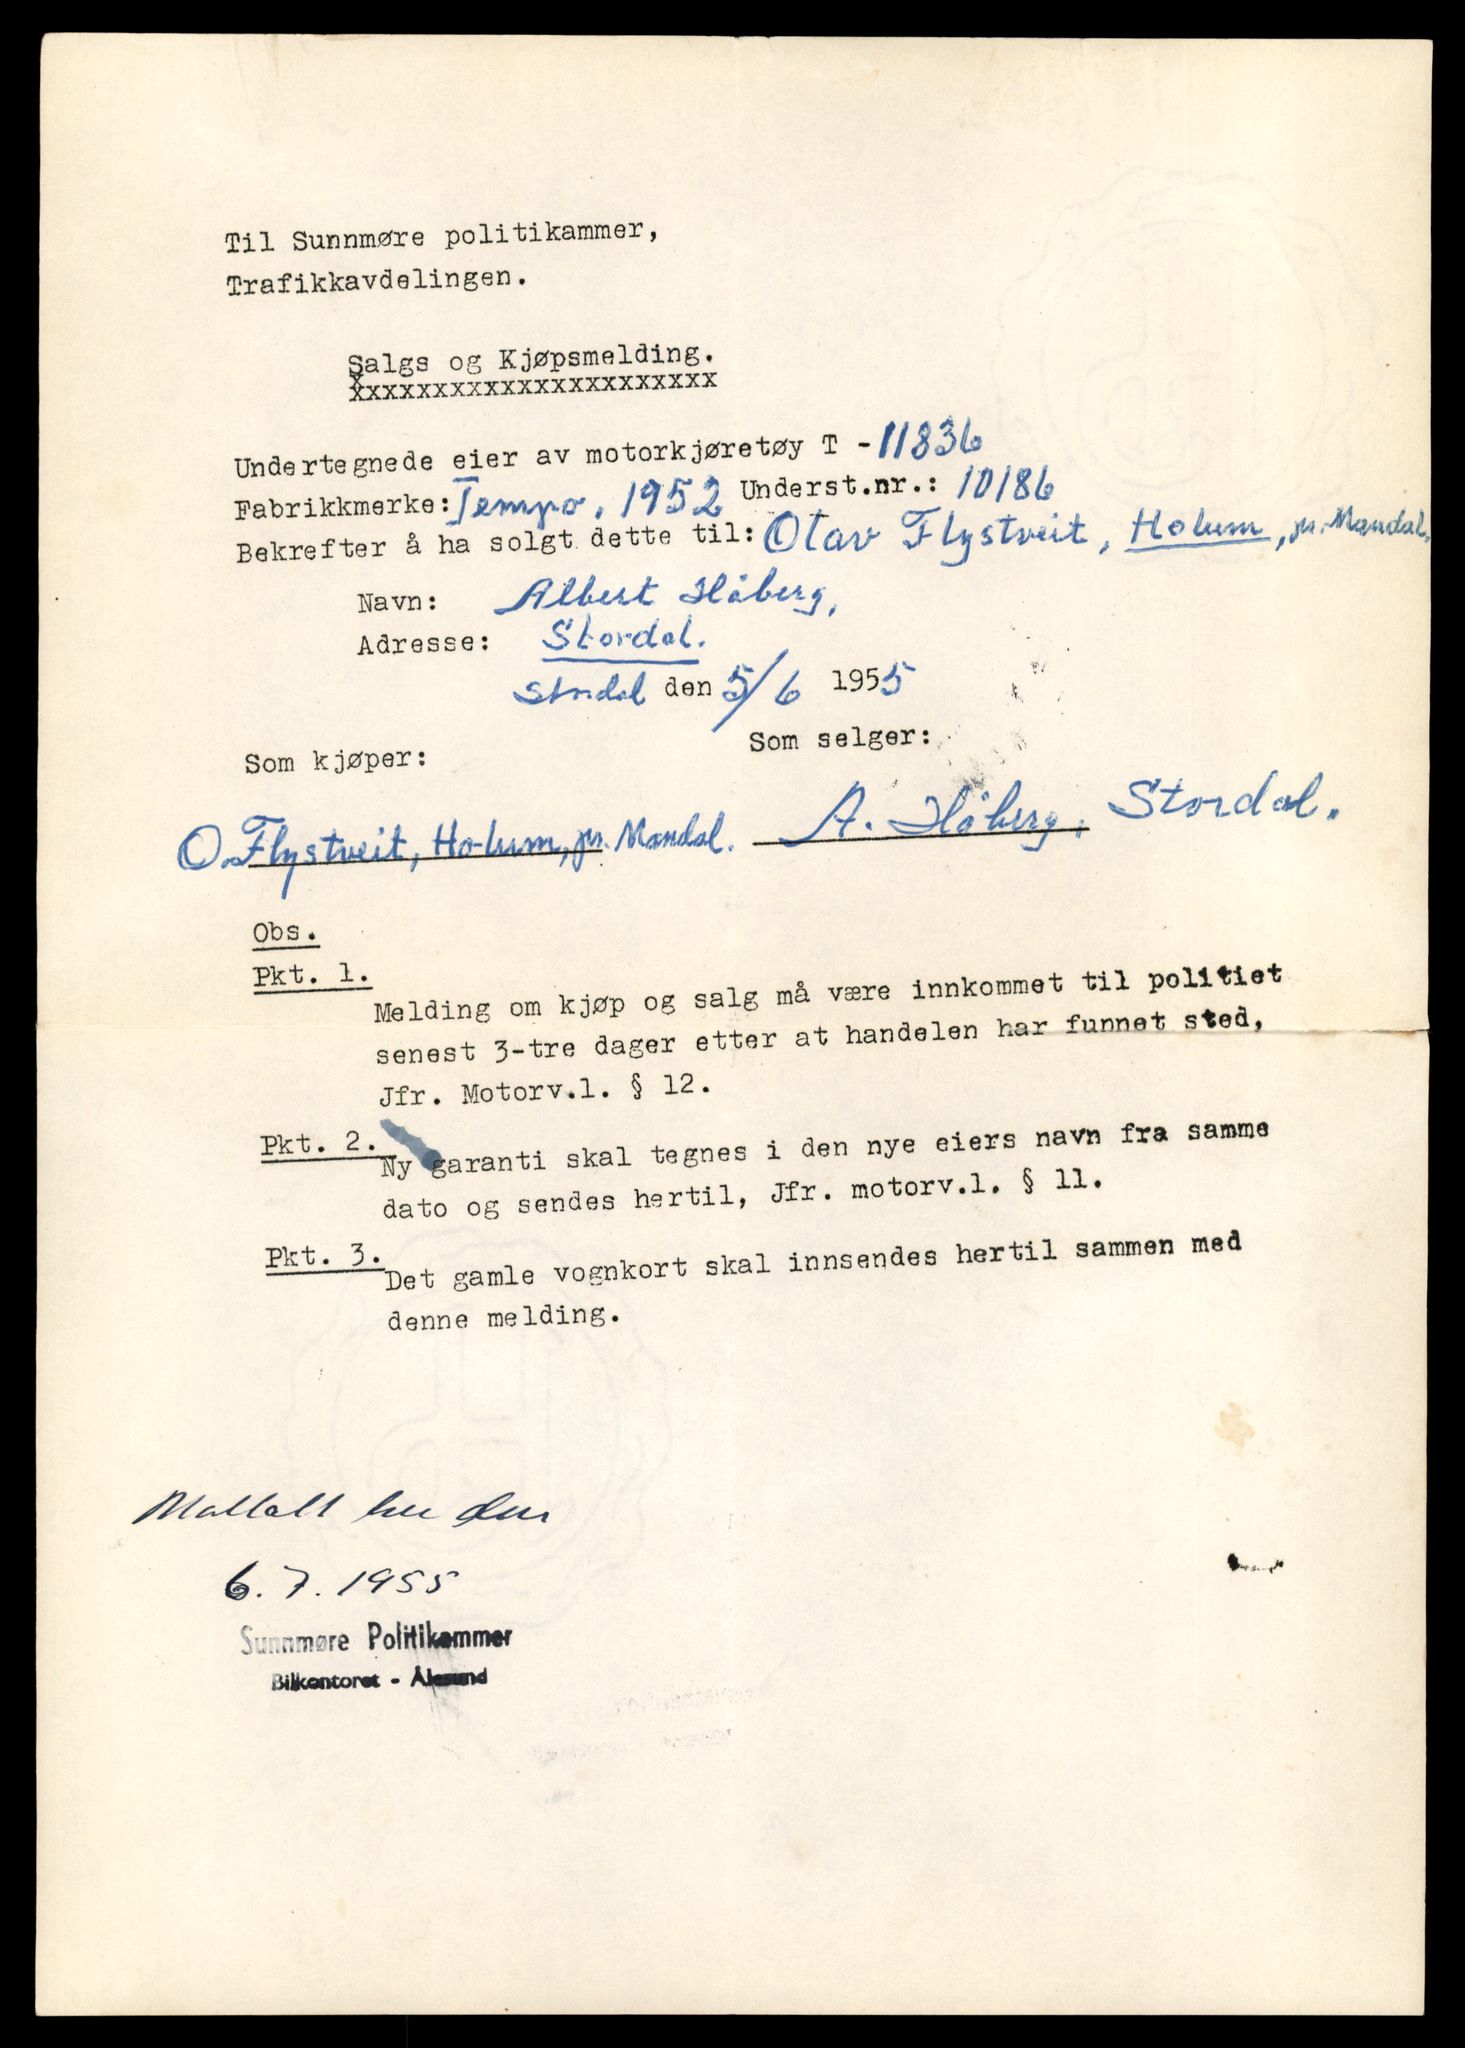 Til Sunnmøre politikammer,
Trafikkavdelingen.
Salgs og Kjøpsmelding.
xxxxxxxxxxxxxxxxxxxxxx
Undertegnede eier av motorkjøretøy T - 11836
Fabrikkmerke: Tempo, 1952 Underst.nr.: 10186
Bekrefter å ha solgt dette til: Olav Flystveit, Holum, pr. Mandal.
Navn: Albert Håberg,
Adresse: Stordal.
Stordal den 5/6 1955
Som kjøper: Som selger:
O. Flystveit, Holum, pr. Mandal. A. Håberg, Stordal.
Obs.
Pkt. 1.
Melding om kjøp og salg må være innkommet til politiet
senest 3-tre dager etter at handelen har funnet sted,
Jfr. Motorv.l. § 12.
Pkt. 2.
Ny garanti skal tegnes i den nye eiers navn fra samme
dato og sendes hertil, Jfr. motorv.l. § 11.
Pkt. 3.
Det gamle vognkort skal innsendes hertil sammen med
denne melding.
Mottatt her den
6.7.1955
Sunnmøre Politikammer
Bilkontoret - Ålesund